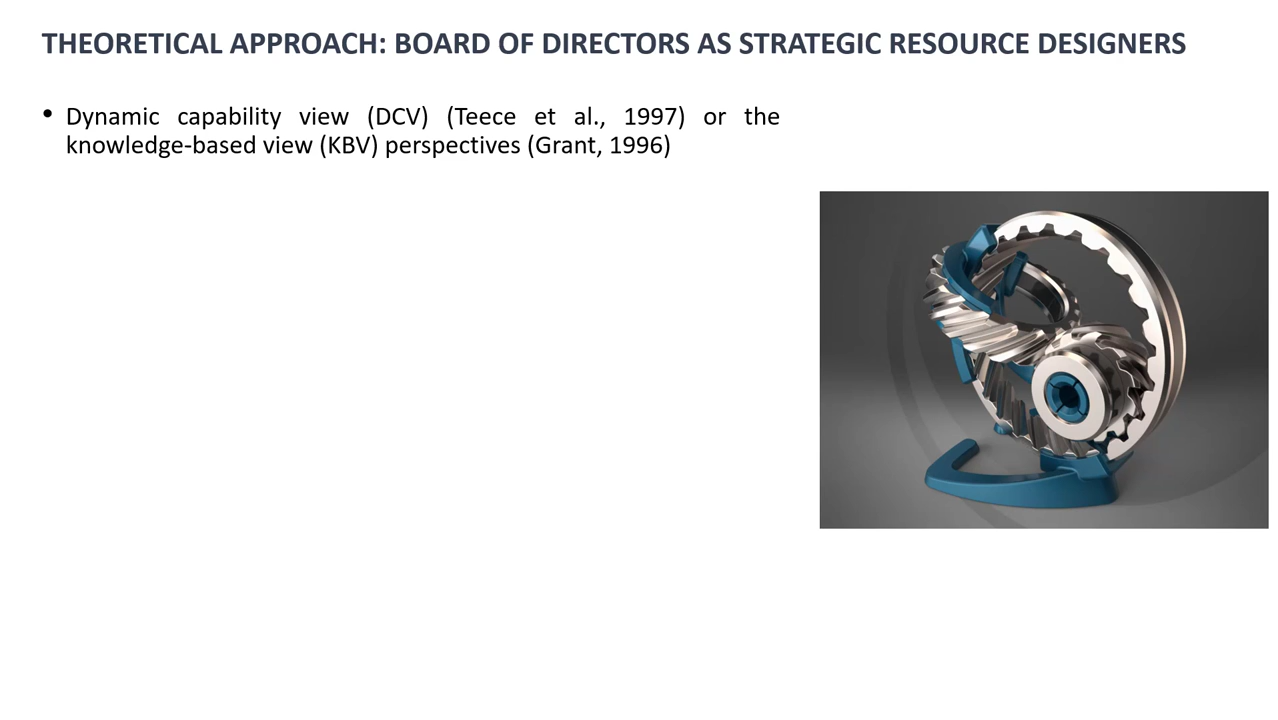 THEORETICAL APPROACH: BOARD OF DIRECTORS AS STRATEGIC RESOURCE DESIGNERS
• Dynamic capability view (DCV) (Teece et al., 1997) or the
knowledge-based view (KBV) perspectives (Grant, 1996)